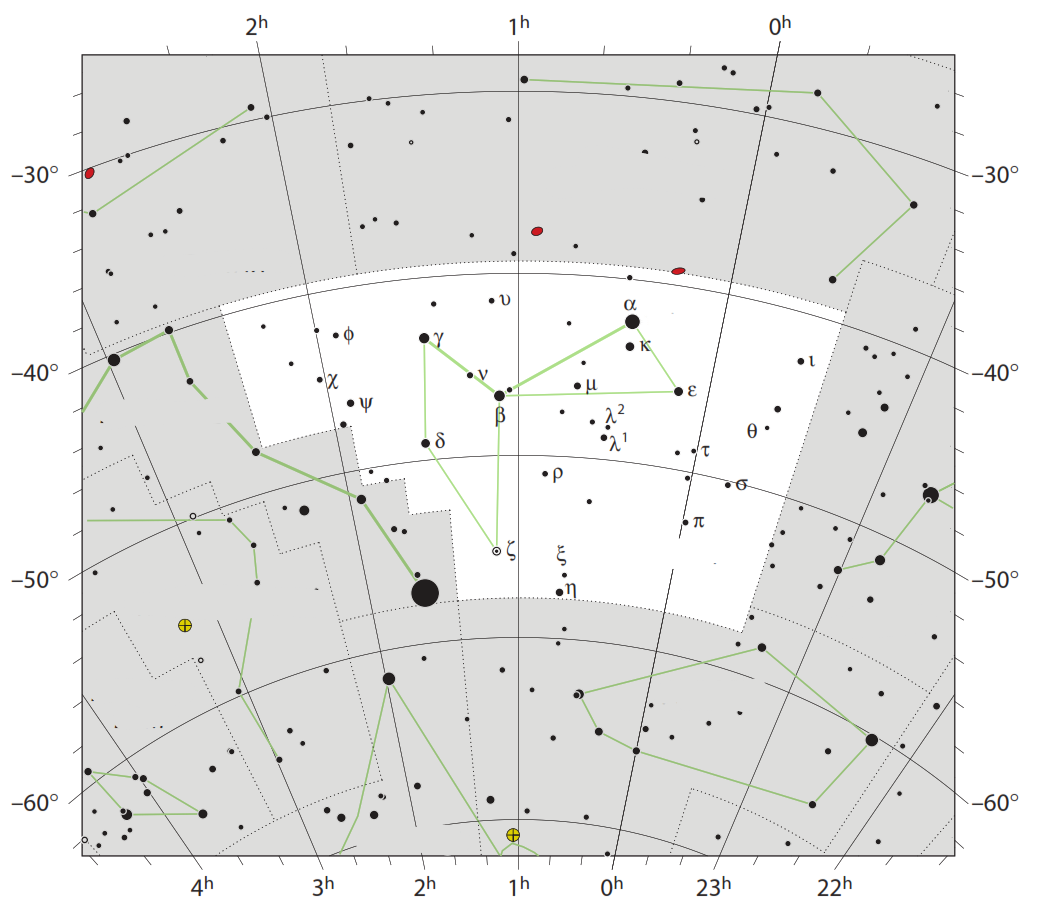 2ʰ 1ʰ 0ʰ
–30° –30°
υ
α
ϕ γ κ
ι
–40° χ ν –40°
μ ε
ψ β
λ²
θ
δ λ¹ τ
ρ σ
π
ζ ξ
–50° η –50°
–60° –60°
4ʰ 3ʰ 2ʰ 1ʰ 0ʰ 23ʰ 22ʰ